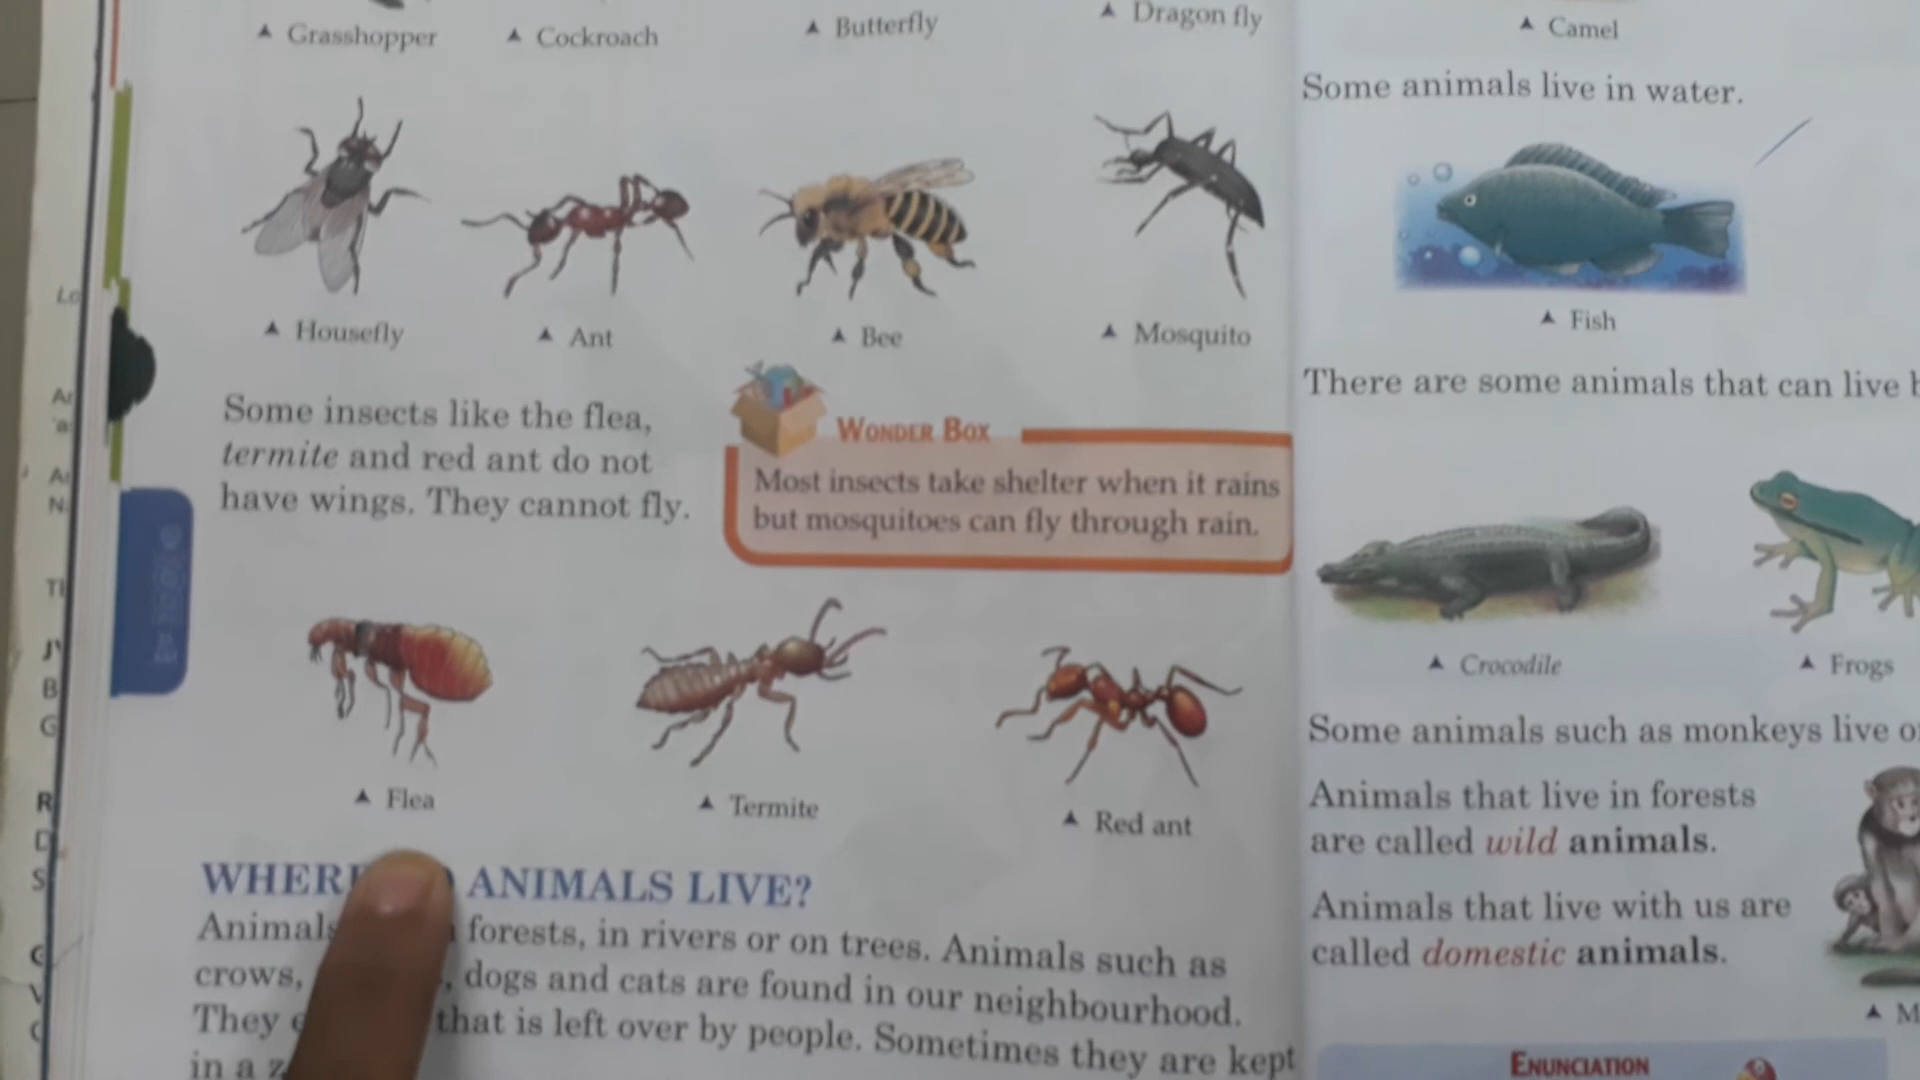 Grasshopper
Cockroach
Butterfly
Dragon fly
Housefly
Ant
Bee
Mosquito
Some insects like the flea,
termite and red ant do not
have wings. They cannot fly.
WONDER BOX
Most insects take shelter when it rains
but mosquitoes can fly through rain.
Flea
Termite
Red ant
ANIMALS LIVE?
Animals forests, in rivers or on trees. Animals such as
crows, dogs and cats are found in our neighbourhood.
They that is left over by people. Sometimes they are kept
in a
Camel
Some animals live in water.
Fish
There are some animals that can live
Crocodile
Frogs
Some animals such as monkeys live
Animals that live in forests
are called wild animals.
Animals that live with us are
called domestic animals.
ENUNCIATION